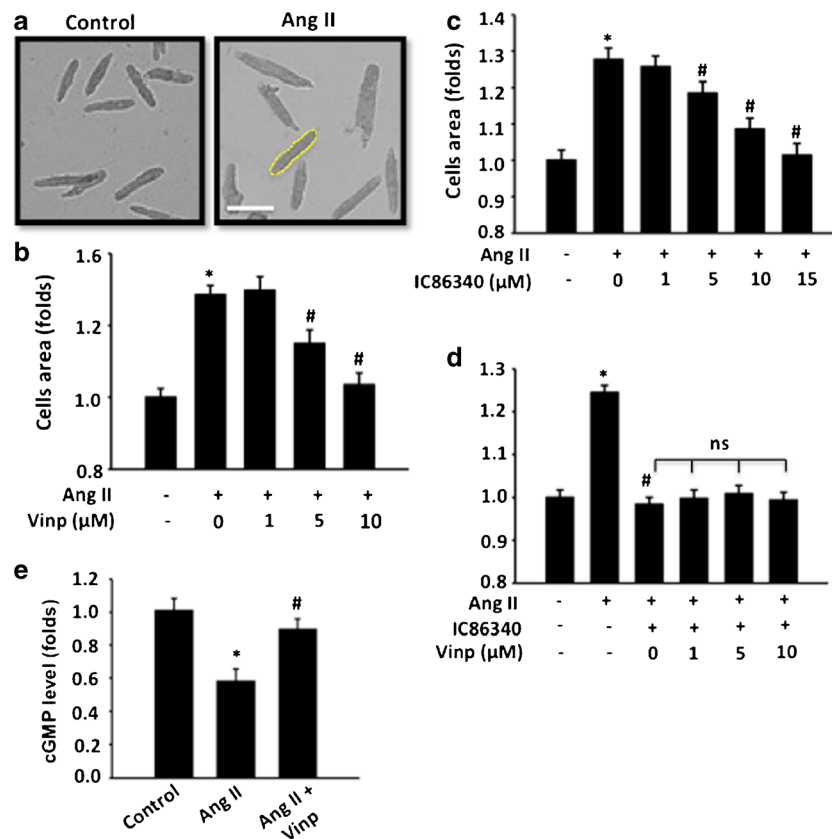 a
Control
Ang II
b
Cells area (folds)
1.6
1.2
1.0
0.8
*
#
#
Ang II - + + + +
Vinp (µM) - 0 1 5 10
c
Cells area (folds)
1.4
1.3
1.2
1.0
0.9
0.8
*
#
#
#
Ang II - + + + + +
IC86340 (µM) - 0 1 5 10 15
d
1.3
1.2
1.0
0.9
0.8
*
#
ns
Ang II - + + + + +
IC86340 - - + + + +
Vinp (µM) - - 0 1 5 10
e
cGMP level (folds)
1.2
1.0
0.8
0.6
0.4
0.2
0.0
*
#
Control
Ang II
Ang II +
Vinp